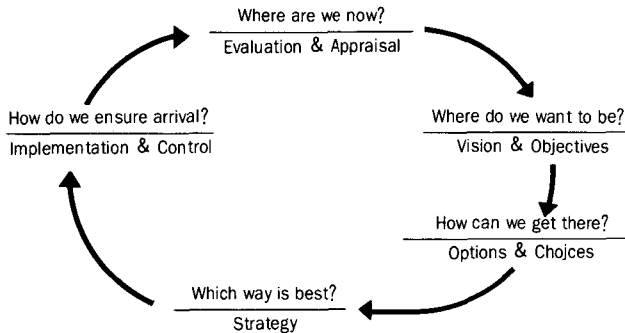 Where are we now?
Evaluation & Appraisal
Where do we want to be?
Vision & Objectives
How can we get there?
Options & Choices
Which way is best?
Strategy
How do we ensure arrival?
Implementation & Control